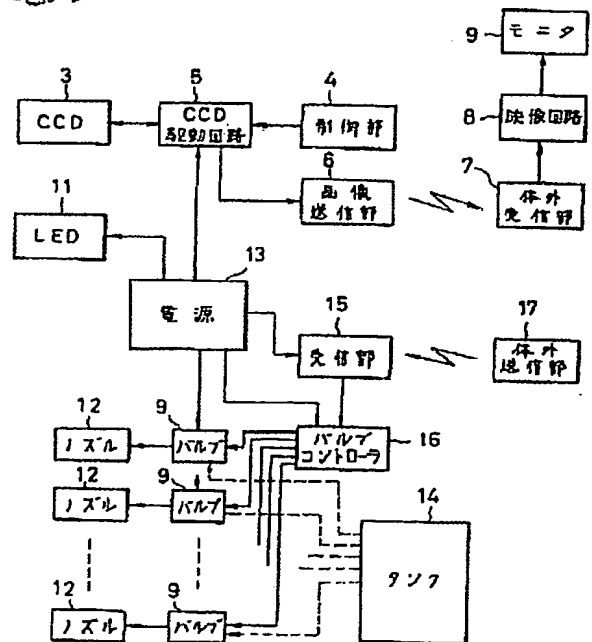 9
モニタ
3
5
4
8
映像回路
CCD
CCD
駆動回路
制御部
6
7
画像
送信部
体外
受信部
11
LED
13
電源
15
17
受信部
体外
送信部
12
9
ノズル
バルブ
バルブ
コントローラ
16
12
9
ノズル
バルブ
14
タンク
12
9
ノズル
バルブ